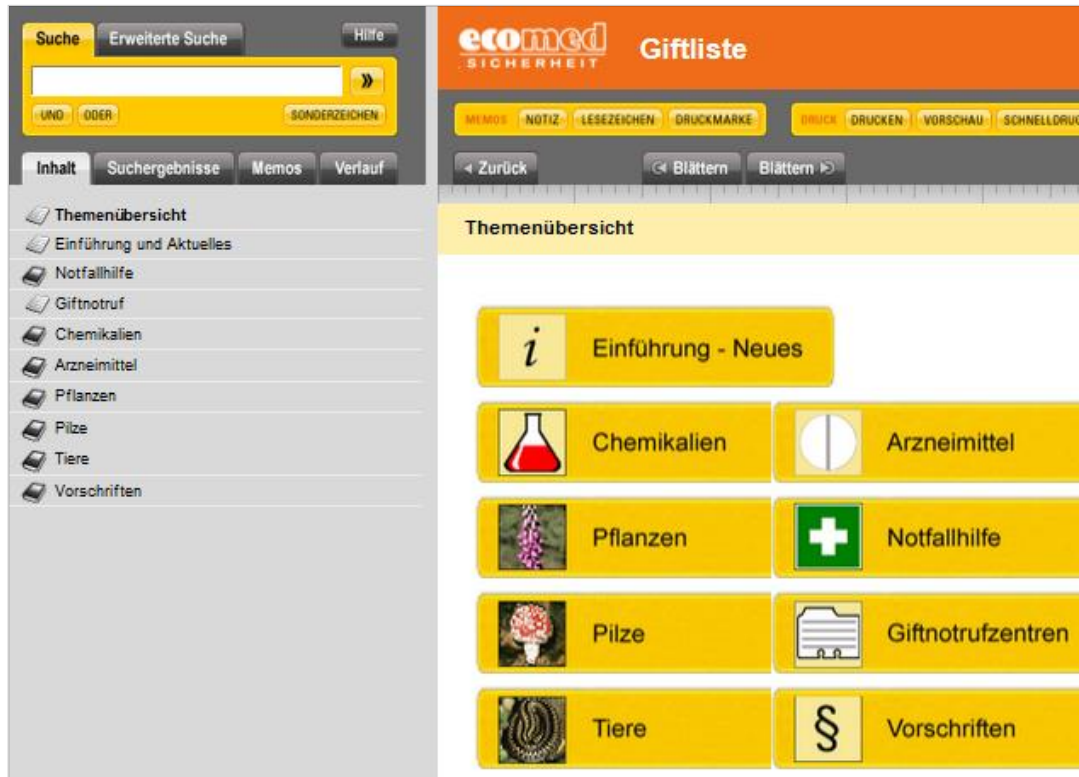 Suche Erweiterte Suche Hilfe
»
UND ODER SONDERZEICHEN
Inhalt Suchergebnisse Memos Verlauf
Themenübersicht
Einführung und Aktuelles
Notfallhilfe
Giftnotruf
Chemikalien
Arzneimittel
Pflanzen
Pilze
Tiere
Vorschriften
ecomed
SICHERHEIT
Giftliste
MEMOS NOTIZ LESEZEICHEN DRUCKMARKE DRUCK DRUCKEN VORSCHAU
Zurück Blättern Blättern
Themenübersicht
i Einführung - Neues
Chemikalien Arzneimittel
Pflanzen Notfallhilfe
Pilze Giftnotrufzentren
Tiere § Vorschriften